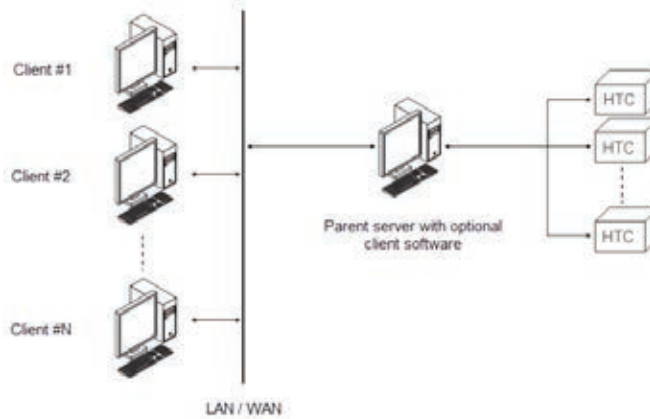 Client #1
HTC
HTC
Client #2
Parent server with optional
client software
HTC
Client #N
LAN / WAN